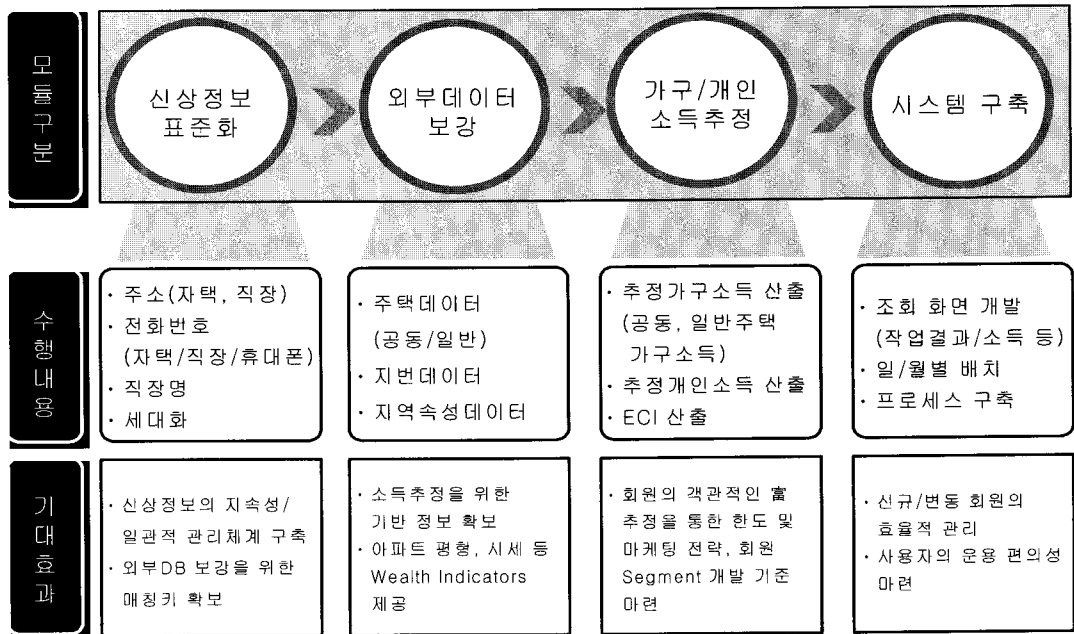 모듈구분
신상정보
표준화
외부데이터
보강
가구/개인
소득추정
시스템 구축
수행내용
· 주소(자택, 직장)
· 전화번호
(자택/직장/휴대폰)
· 직장명
· 세대화
· 주택데이터
(공동/일반)
· 지번데이터
· 지역속성데이터
· 추정가구소득 산출
(공동, 일반주택
가구소득)
· 추정개인소득 산출
· ECI 산출
· 조회 화면 개발
(작업결과/소득 등)
· 일/월별 배치
· 프로세스 구축
기대효과
· 신상정보의 지속성/
일관적 관리체계 구축
· 외부DB 보강을 위한
매칭키 확보
· 소득추정을 위한
기반 정보 확보
· 아파트 평형, 시세 등
Wealth Indicators
제공
· 회원의 객관적인 富
추정을 통한 한도 및
마케팅 전략, 회원
Segment 개발 기준
마련
· 신규/변동 회원의
효율적 관리
· 사용자의 운용 편의성
마련